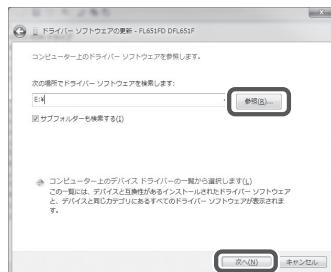 ドライバー ソフトウェアの更新 - FL651FD DFL651F
コンピューター上のドライバー ソフトウェアを参照します。
次の場所でドライバー ソフトウェアを検索します:
E:¥
参照(R)...
サブフォルダーも検索する(I)
コンピューター上のデバイス ドライバーの一覧から選択します(L)
この一覧には、デバイスと互換性があるインストールされたドライバー ソフトウェア
と、デバイスと同じカテゴリにあるすべてのドライバー ソフトウェアが表示されま
す。
次へ(N)
キャンセル